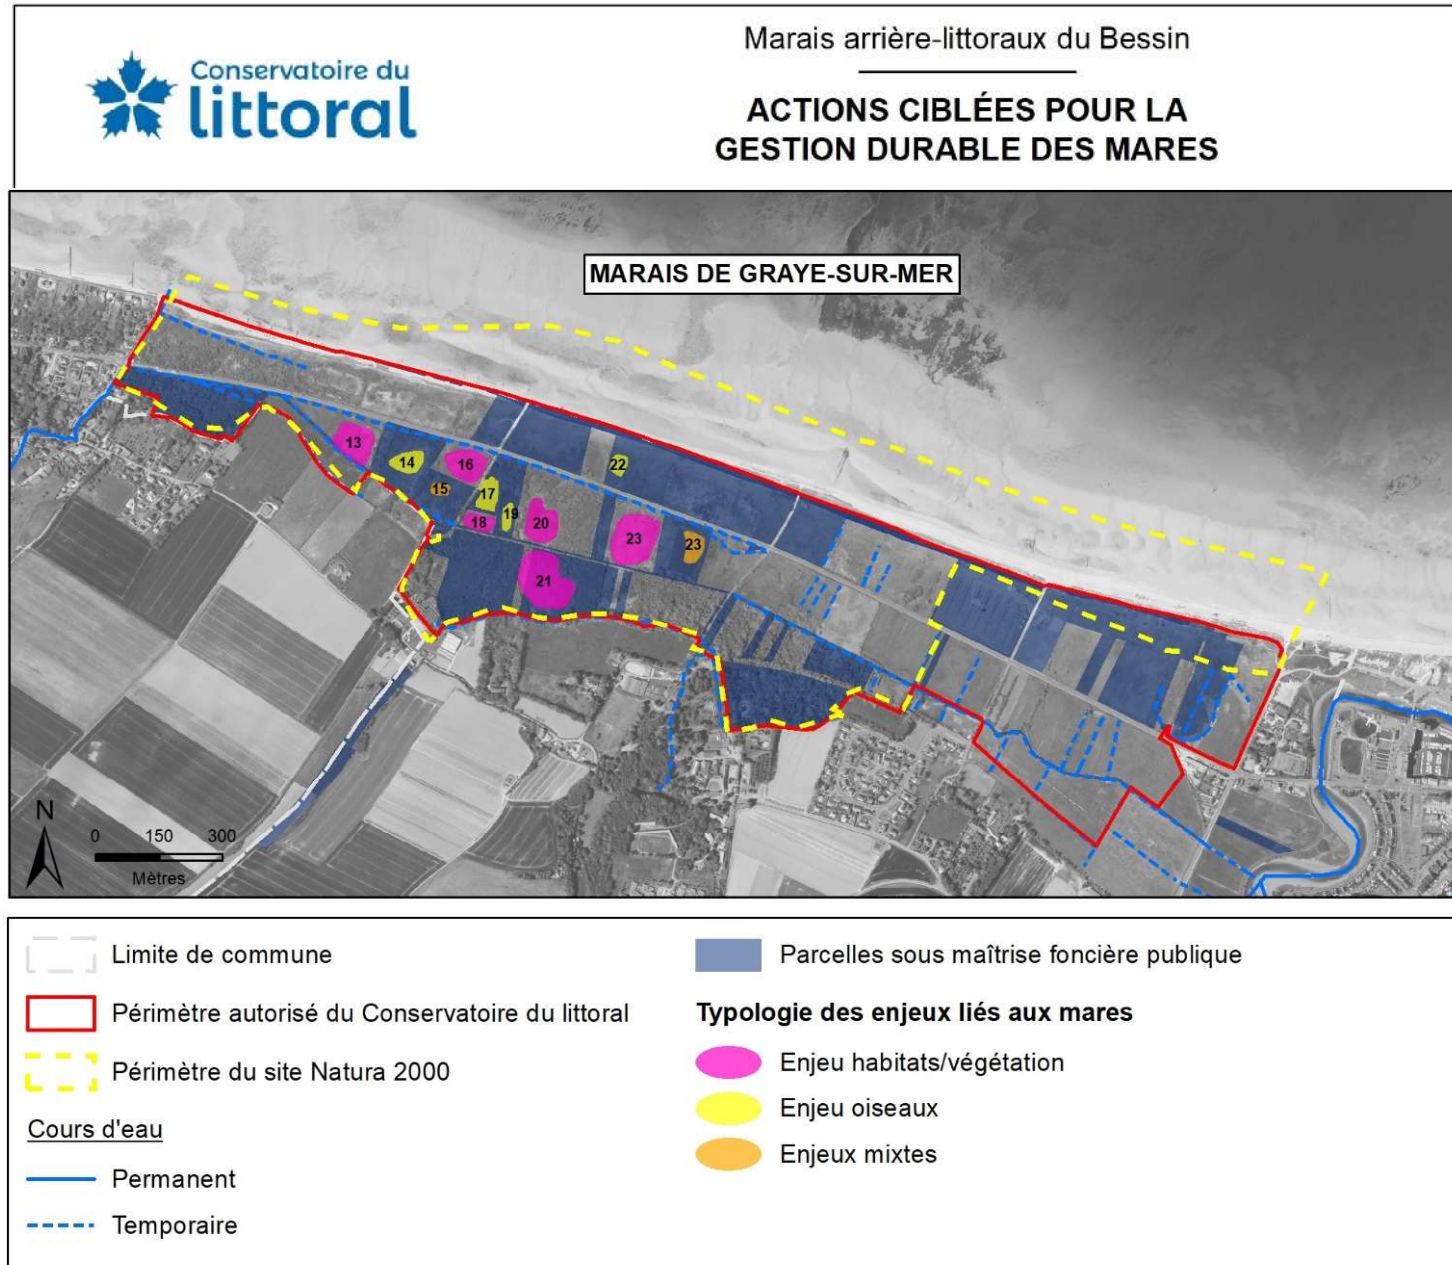 Conservatoire du
littoral
Marais arrière-littoraux du Bessin
ACTIONS CIBLÉES POUR LA
GESTION DURABLE DES MARES
MARAIS DE GRAYE-SUR-MER
13
14
15
16
17
18
19
20
21
22
23
23
N
0 150 300
Mètres
Limite de commune
Périmètre autorisé du Conservatoire du littoral
Périmètre du site Natura 2000
Cours d'eau
Permanent
Temporaire
Parcelles sous maîtrise foncière publique
Typologie des enjeux liés aux mares
Enjeu habitats/végétation
Enjeu oiseaux
Enjeux mixtes